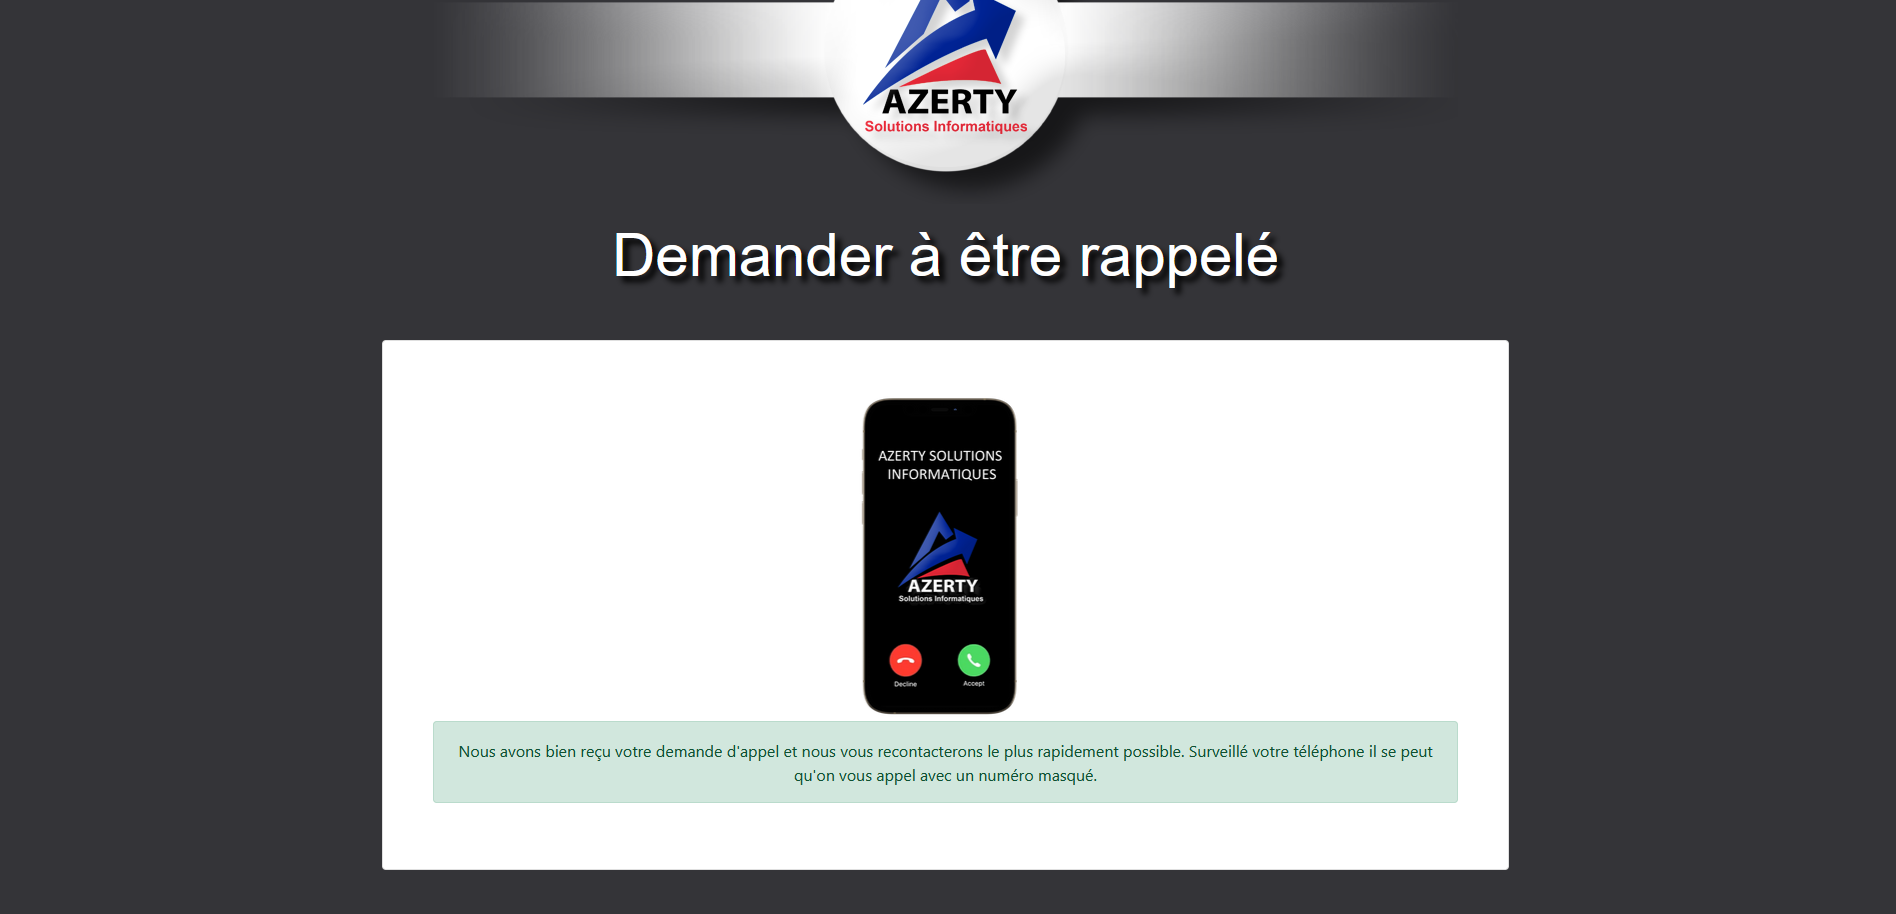 AZERTY
Solutions Informatiques
Demander à être rappelé
AZERTY SOLUTIONS
INFORMATIQUES
AZERTY
Solutions Informatiques
Decline
Accept
Nous avons bien reçu votre demande d'appel et nous vous recontacterons le plus rapidement possible. Surveillé votre téléphone il se peut
qu'on vous appel avec un numéro masqué.